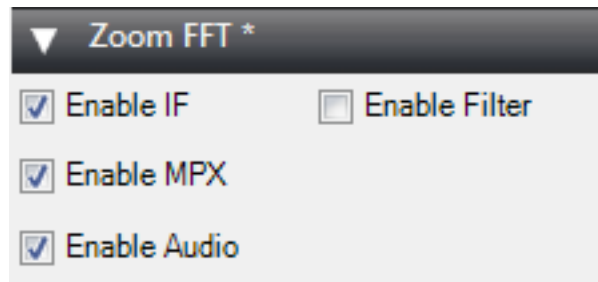 Zoom FFT *
Enable IF Enable Filter
Enable MPX
Enable Audio